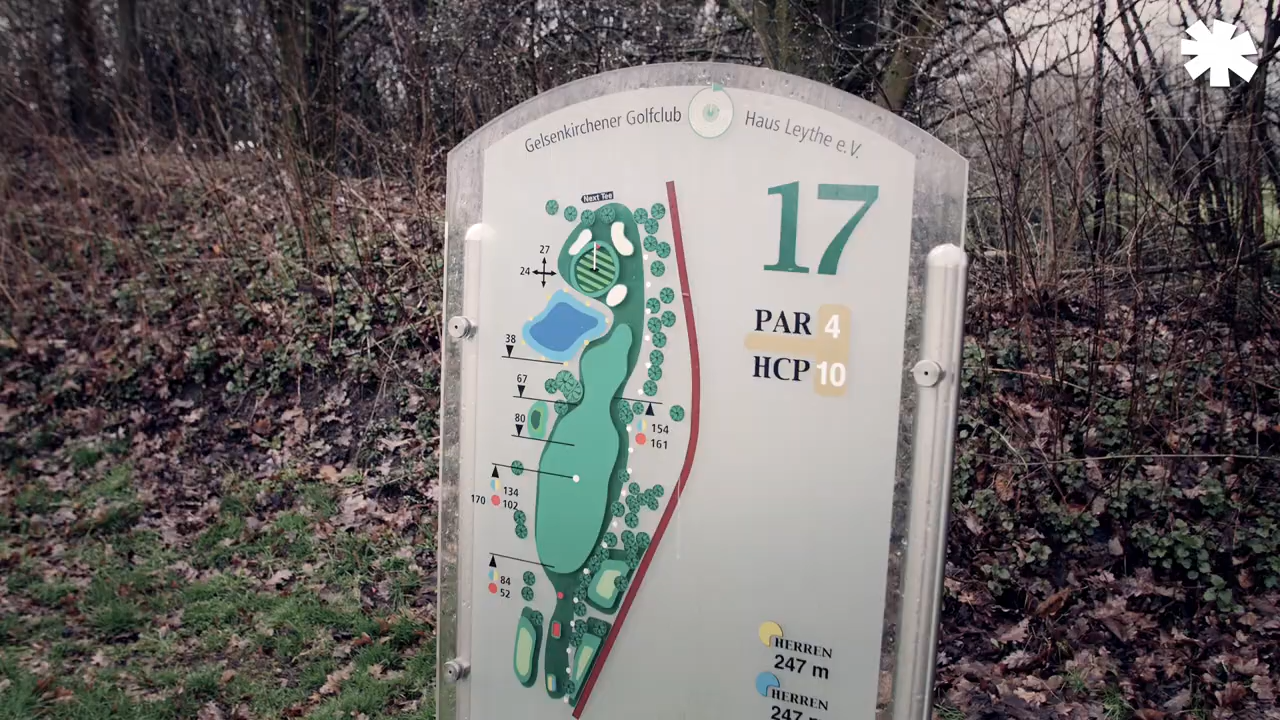 Gelsenkirchener Golfclub Haus Leythe e.V.
17
Next Tee
27
24
PAR 4
HCP 10
38
67
80
154
161
134
170 102
84
52
HERREN
247 m
HERREN
247